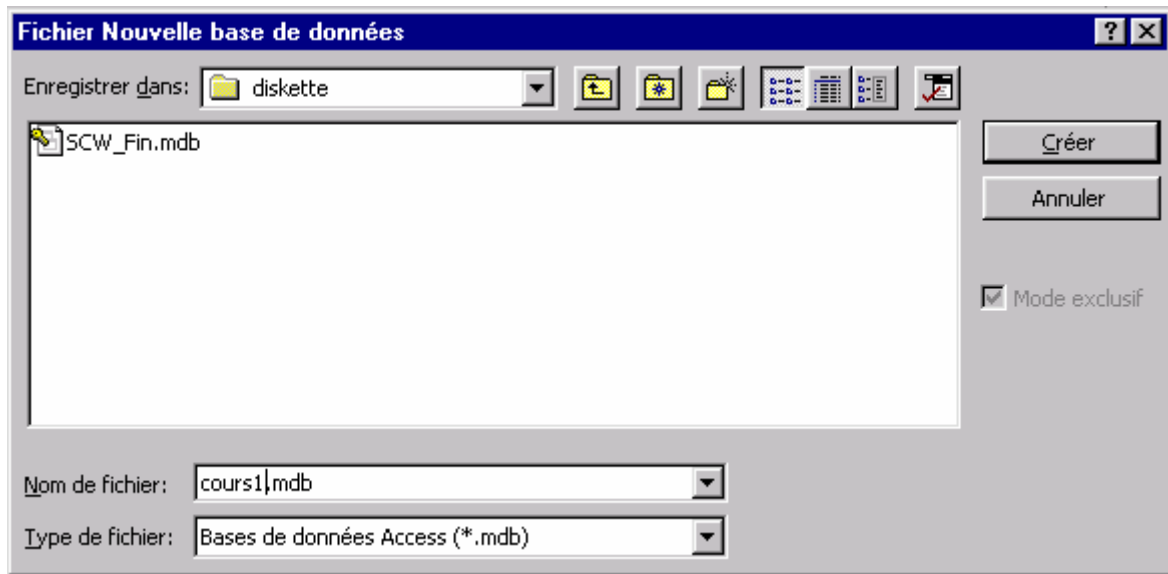 Fichier Nouvelle base de données
Enregistrer dans: diskette
SCW_Fin.mdb
Créer
Annuler
Mode exclusif
Nom de fichier: cours1.mdb
Type de fichier: Bases de données Access (*.mdb)